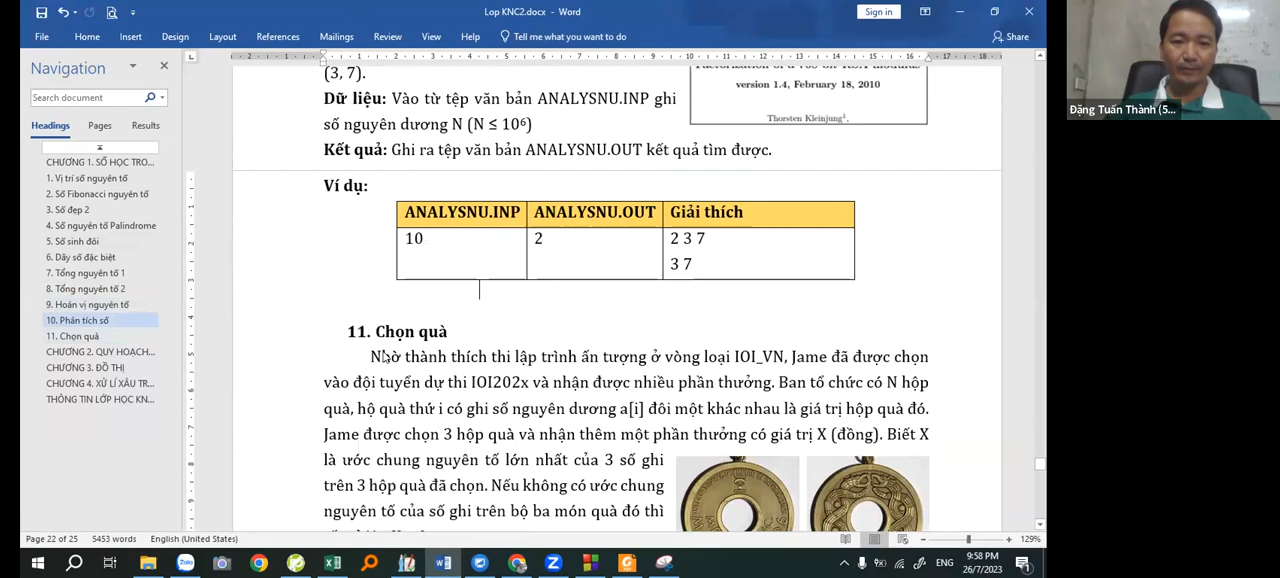 Lop KNC2.docx - Word
Sign in
File Home Insert Design Layout References Mailings Review View Help Tell me what you want to do Share
Navigation
Search document
Headings Pages Results
CHƯƠNG 1. SỐ HỌC TRO...
1. Vị trí số nguyên tố
2. Số Fibonacci nguyên tố
3. Số đẹp 2
4. Số nguyên tố Palindrome
5. Số sinh đôi
6. Dãy số đặc biệt
7. Tổng nguyên tố 1
8. Tổng nguyên tố 2
9. Hoán vị nguyên tố
10. Phân tích số
11. Chọn quà
CHƯƠNG 2. QUY HOẠCH...
CHƯƠNG 3. ĐỒ THỊ
CHƯƠNG 4. XỬ LÍ XÂU TR...
THÔNG TIN LỚP HỌC KN...
(3, 7).
Dữ liệu: Vào từ tệp văn bản ANALYSNU.INP ghi
số nguyên dương N (N ≤ 10⁶)
Kết quả: Ghi ra tệp văn bản ANALYSNU.OUT kết quả tìm được.
version 1.4, February 18, 2010
Thorsten Kleinjung¹,
Ví dụ:
ANALYSNU.INP ANALYSNU.OUT Giải thích
10 2 2 3 7
3 7
11. Chọn quà
Nhờ thành thích thi lập trình ấn tượng ở vòng loại IOI_VN, Jame đã được chọn
vào đội tuyển dự thi IOI202x và nhận được nhiều phần thưởng. Ban tổ chức có N hộp
quà, hộ quà thứ i có ghi số nguyên dương a[i] đôi một khác nhau là giá trị hộp quà đó.
Jame được chọn 3 hộp quà và nhận thêm một phần thưởng có giá trị X (đồng). Biết X
là ước chung nguyên tố lớn nhất của 3 số ghi
trên 3 hộp quà đã chọn. Nếu không có ước chung
nguyên tố của số ghi trên bộ ba món quà đó thì
Page 22 of 25 5453 words English (United States) 129%
Zalo
ENG
9:58 PM
26/7/2023
Đặng Tuấn Thành (5...